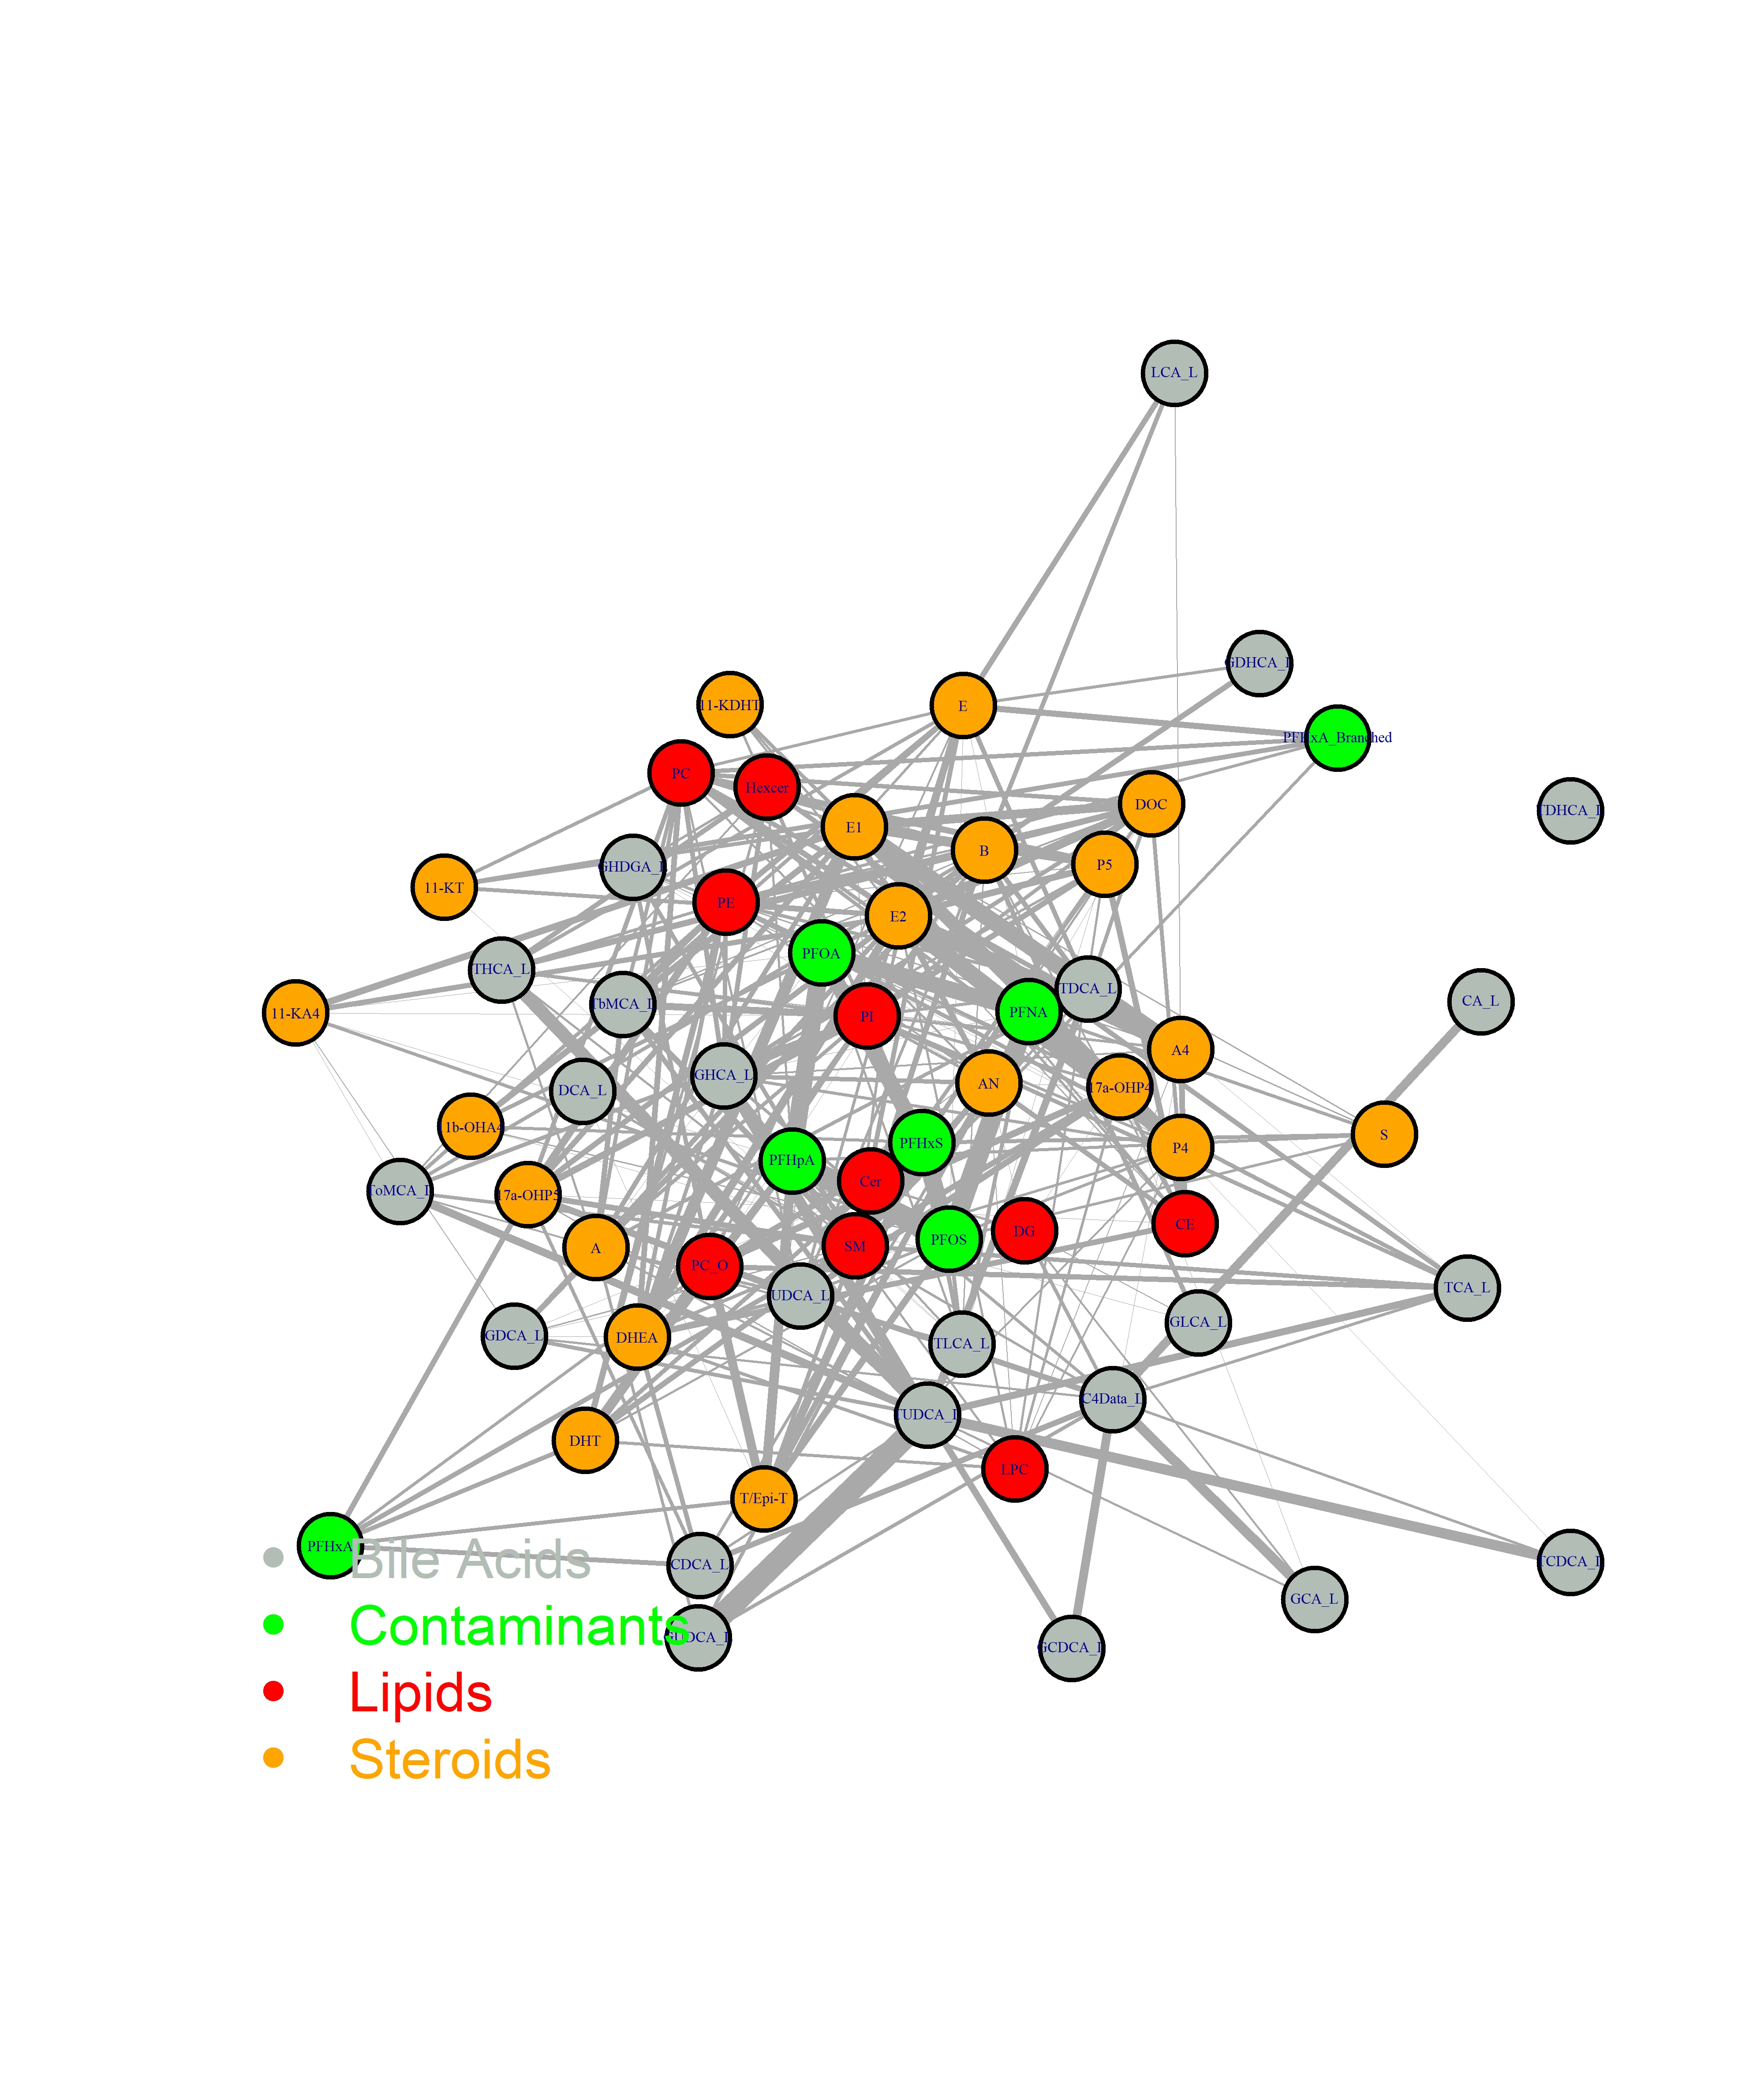 LCA_L
GDHCA_L
11-KDHT
E
PFHxA_Branched
PC
Hexcer
DOC
TDHCA_L
E1
B
P5
GHDGA_L
11-KT
PE
E2
PFOA
THCA_L
TDCA_L
CA_L
TbMCA_L
11-KA4
PI
PFNA
A4
GHCA_L
AN
17a-OHP4
DCA_L
1b-OHA4
S
PFHxS
P4
PFHpA
Cer
ToMCA_L
17a-OHP5
CE
DG
PFOS
SM
A
PC_O
TCA_L
UDCA_L
GLCA_L
GDCA_L
DHEA
TLCA_L
C4Data_L
TUDCA_L
DHT
LPC
T/Epi-T
PFHxA
CDCA_L
TCDCA_L
Bile Acids
GCA_L
Contaminants
GUDCA_L
GCDCA_L
Lipids
Steroids